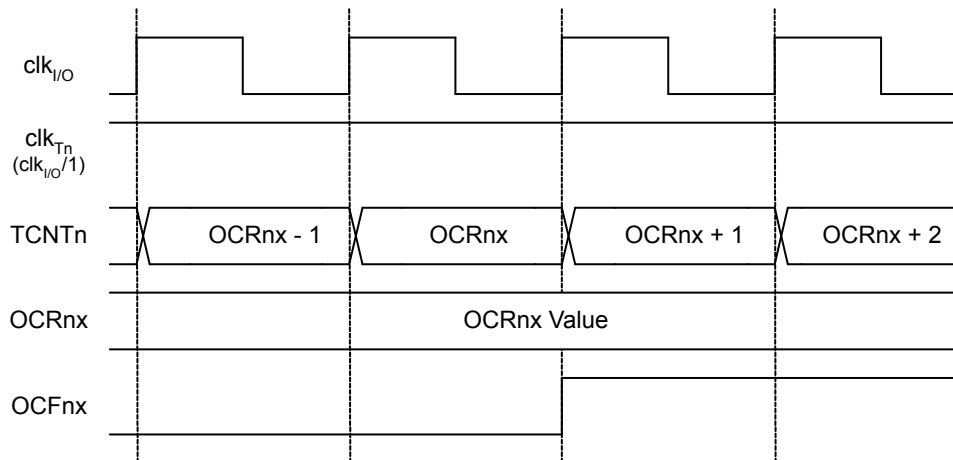 clkI/O
clkTn
(clkI/O/1)
TCNTn OCRnx - 1 OCRnx OCRnx + 1 OCRnx + 2
OCRnx OCRnx Value
OCFnx